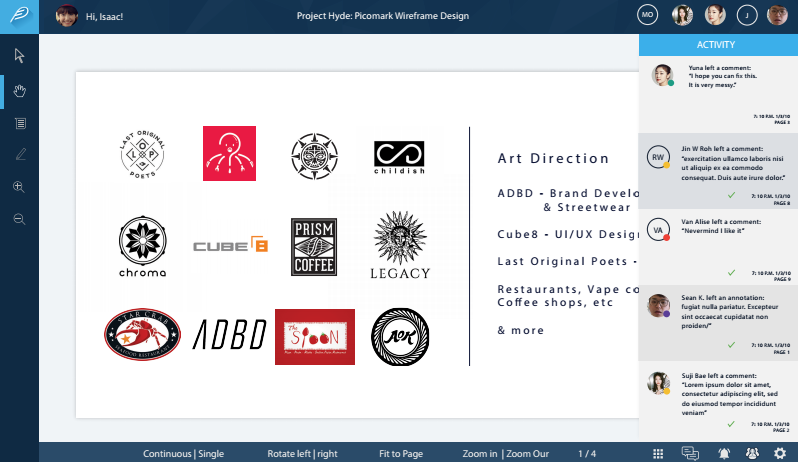 Hi, Isaac!
Project Hyde: Picomark Wireframe Design
MO
J
ACTIVITY
Yuna left a comment:
"I hope you can fix this.
It is very messy."
7: 10 P.M. 1/3/10
PAGE 5
RW
Jin W Roh left a comment:
"exercitation ullamco laboris nisi
ut aliquip ex ea commodo
consequat. Duis aute irure dolor."
7: 10 P.M. 1/3/10
PAGE 8
VA
Van Alise left a comment:
"Nevermind I like it"
7: 10 P.M. 1/3/10
PAGE 9
Sean K. left an annotation:
fugiat nulla pariatur. Excepteur
sint occaecat cupidatat non
proiden/"
7: 10 P.M. 1/3/10
PAGE 1
Suji Bae left a comment:
"Lorem ipsum dolor sit amet,
consectetur adipiscing elit, sed
do eiusmod tempor incididunt
veniam"
7: 10 P.M. 1/3/10
PAGE 2
LAST ORIGINAL
LOPP
POETS
childish
chroma
CUBE 8
PRISM
COFFEE
LEGACY
STAR CRAB
SEAFOOD RESTAURANT
ADBD
The
SPOON
AOK
Art Direction
ADBD - Brand Develo
& Streetwear
Cube8 - UI/UX Design
Last Original Poets -
Restaurants, Vape co
Coffee shops, etc
& more
Continuous | Single
Rotate left | right
Fit to Page
Zoom in | Zoom Our
1 / 4